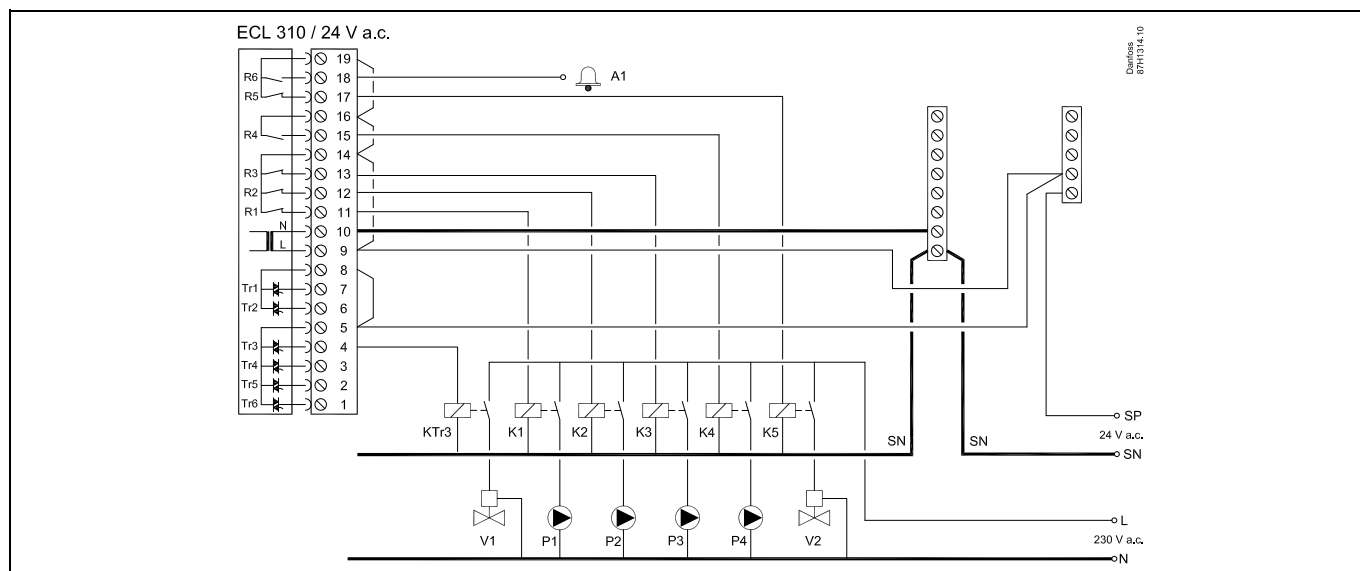 ECL 310 / 24 V a.c.
Danfoss
87H1314.10
19
R6 18 A1
R5 17
16
R4 15
14
R3 13
R2 12
R1 11
N 10
L 9
8
Tr1 7
Tr2 6
5
Tr3 4
Tr4 3
Tr5 2
Tr6 1
SP
24 V a.c.
KTr3 K1 K2 K3 K4 K5 SN SN SN
L
V1 P1 P2 P3 P4 V2 230 V a.c.
N